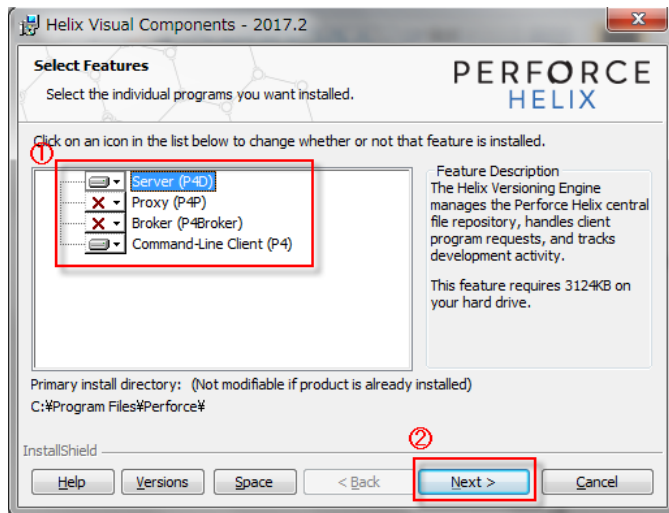 Helix Visual Components - 2017.2
Select Features
Select the individual programs you want installed.
PERFORCE
HELIX
Click on an icon in the list below to change whether or not that feature is installed.
①
Server (P4D)
Proxy (P4P)
Broker (P4Broker)
Command-Line Client (P4)
Feature Description
The Helix Versioning Engine
manages the Perforce Helix central
file repository, handles client
program requests, and tracks
development activity.
This feature requires 3124KB on
your hard drive.
Primary install directory: (Not modifiable if product is already installed)
C:¥Program Files¥Perforce¥
②
InstallShield
Help
Versions
Space
< Back
Next >
Cancel